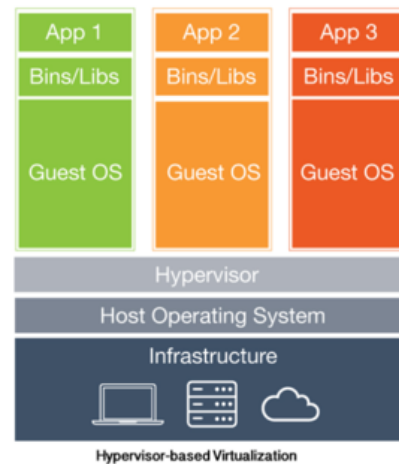 App 1 App 2 App 3
Bins/Libs Bins/Libs Bins/Libs
Guest OS Guest OS Guest OS
Hypervisor
Host Operating System
Infrastructure
Hypervisor-based Virtualization